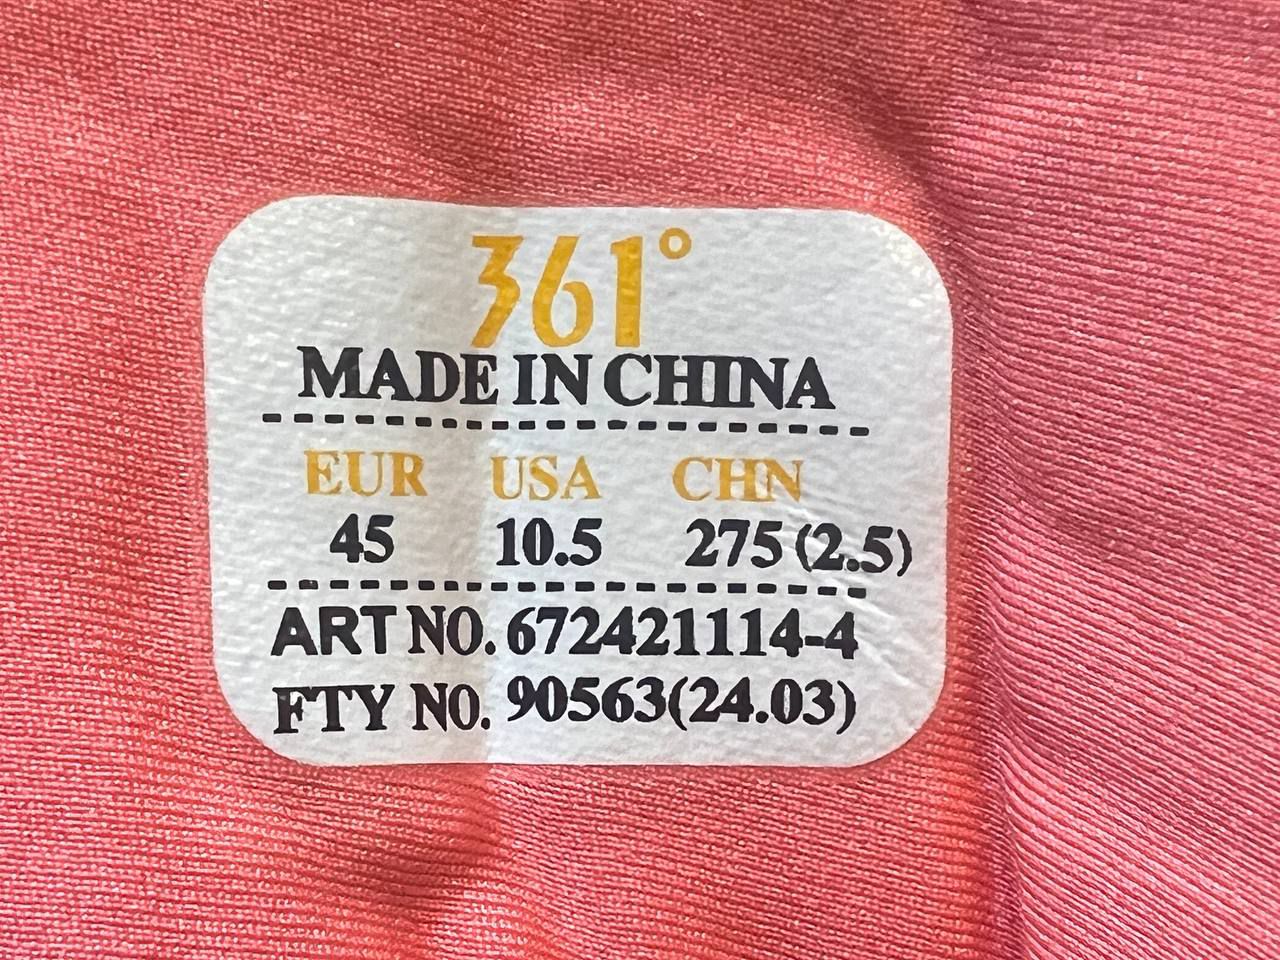 361°
MADE IN CHINA
EUR USA CHN
45 10.5 275(2.5)
ART NO. 672421114-4
FTY NO. 90563(24.03)